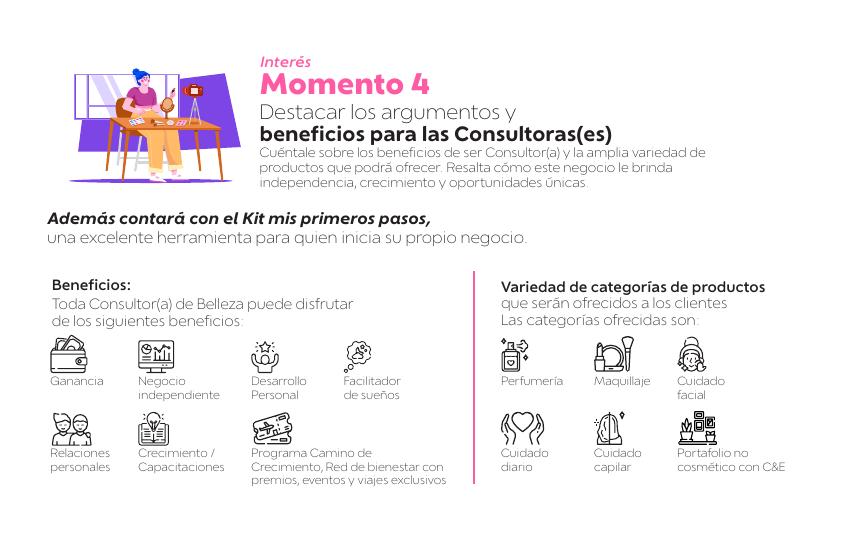 Interés
Momento 4
Destacar los argumentos y
beneficios para las Consultoras(es)
Cuéntale sobre los beneficios de ser Consultor(a) y la amplia variedad de
productos que podrá ofrecer. Resalta cómo este negocio le brinda
independencia, crecimiento y oportunidades únicas.
Además contará con el Kit mis primeros pasos,
una excelente herramienta para quien inicia su propio negocio.
Beneficios:
Toda Consultor(a) de Belleza puede disfrutar
de los siguientes beneficios:
Ganancia
Negocio
independiente
Desarrollo
Personal
Facilitador
de sueños
Relaciones
personales
Crecimiento /
Capacitaciones
Programa Camino de
Crecimiento, Red de bienestar con
premios, eventos y viajes exclusivos
Variedad de categorías de productos
que serán ofrecidos a los clientes
Las categorías ofrecidas son:
Perfumería
Maquillaje
Cuidado
facial
Cuidado
diario
Cuidado
capilar
Portafolio no
cosmético con C&E